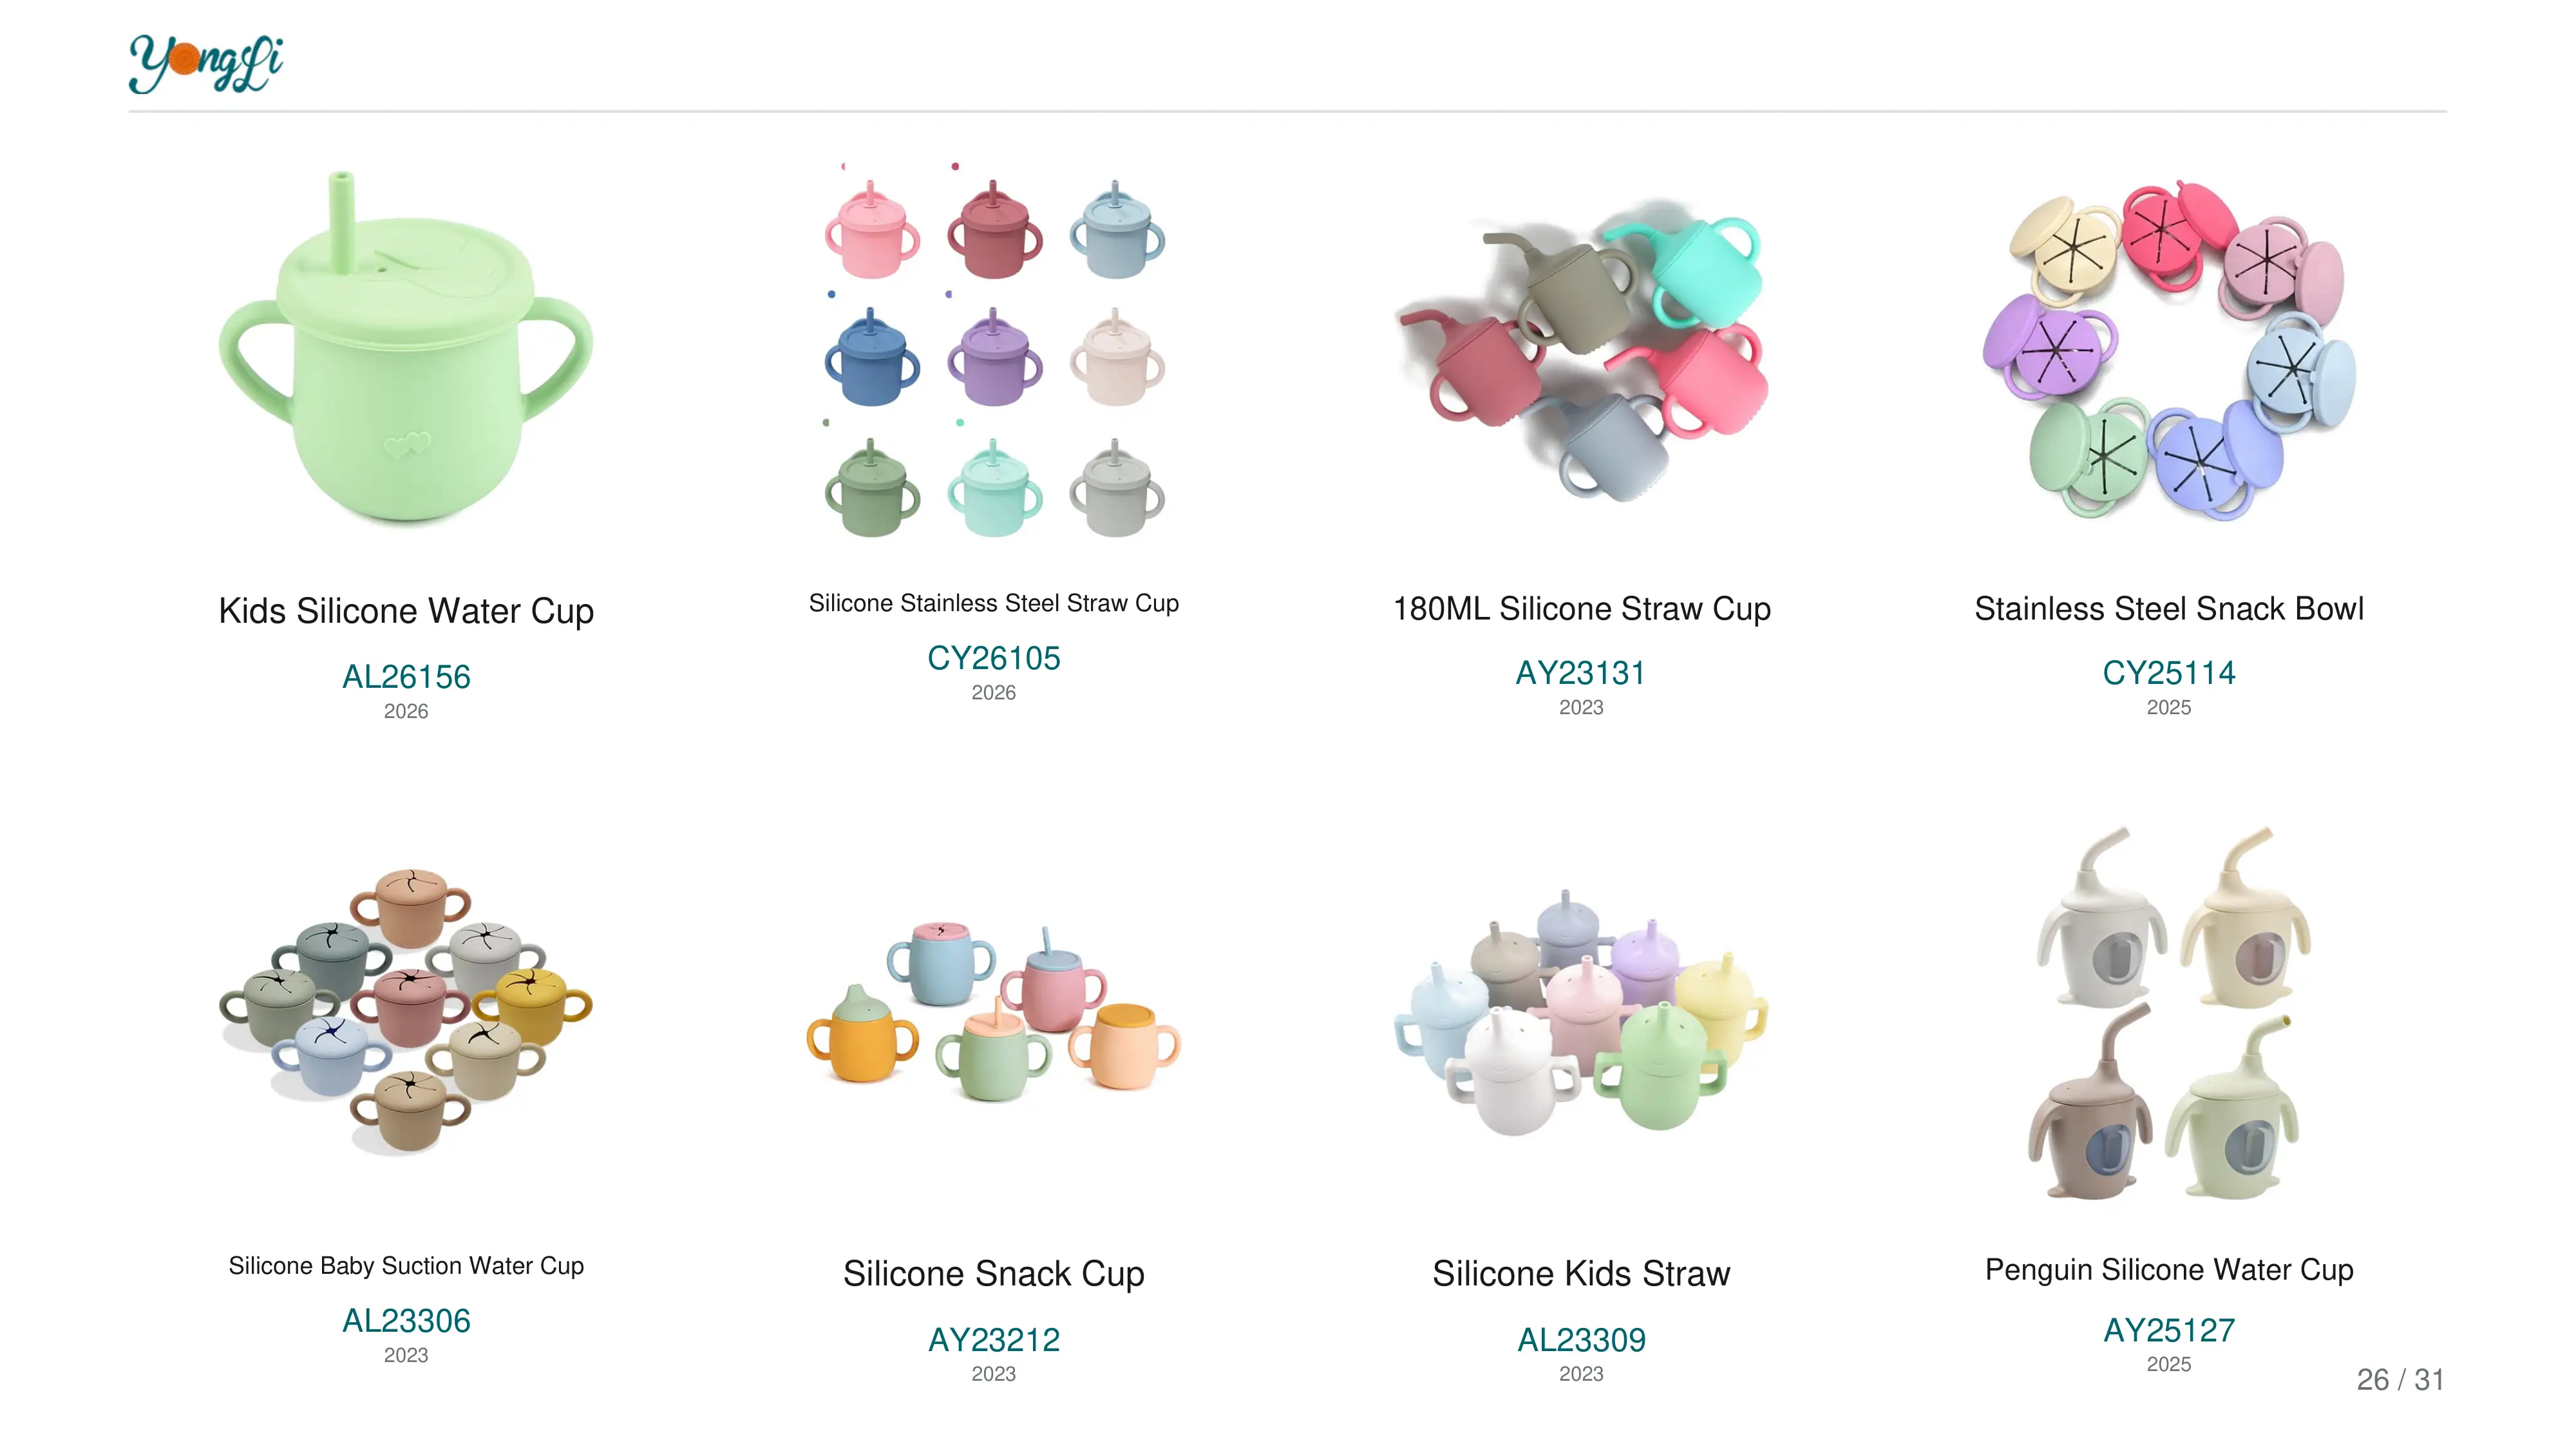 YongLi
Kids Silicone Water Cup
AL26156
2026
Silicone Stainless Steel Straw Cup
CY26105
2026
180ML Silicone Straw Cup
AY23131
2023
Stainless Steel Snack Bowl
CY25114
2025
Silicone Baby Suction Water Cup
AL23306
2023
Silicone Snack Cup
AY23212
2023
Silicone Kids Straw
AL23309
2023
Penguin Silicone Water Cup
AY25127
2025
26 / 31